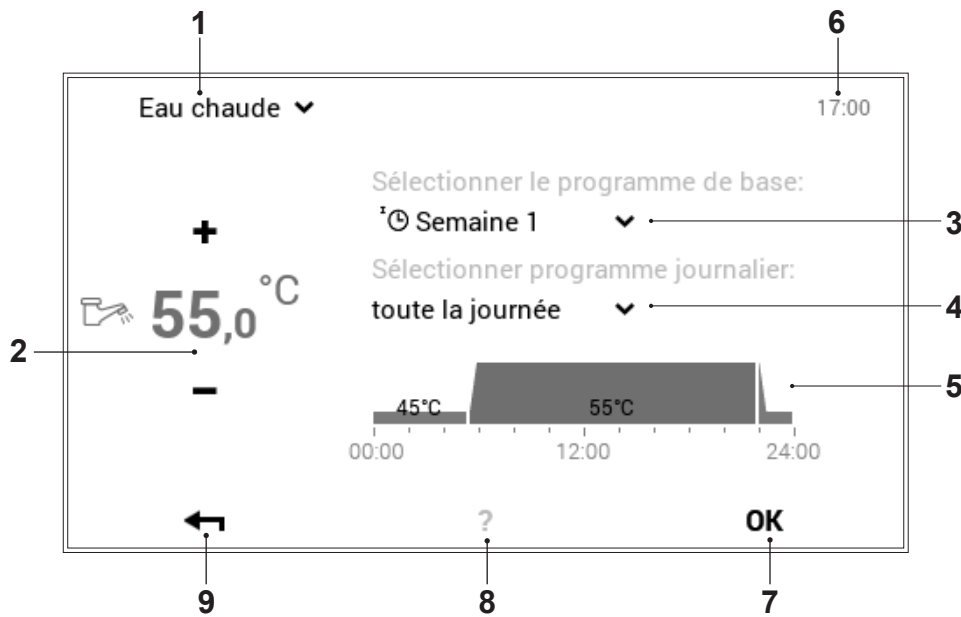 1
6
Eau chaude
17:00
Sélectionner le programme de base:
Semaine 1
3
+
Sélectionner programme journalier:
toute la journée
4
55,0 °C
2
−
5
45°C
55°C
00:00
12:00
24:00
?
OK
9
8
7